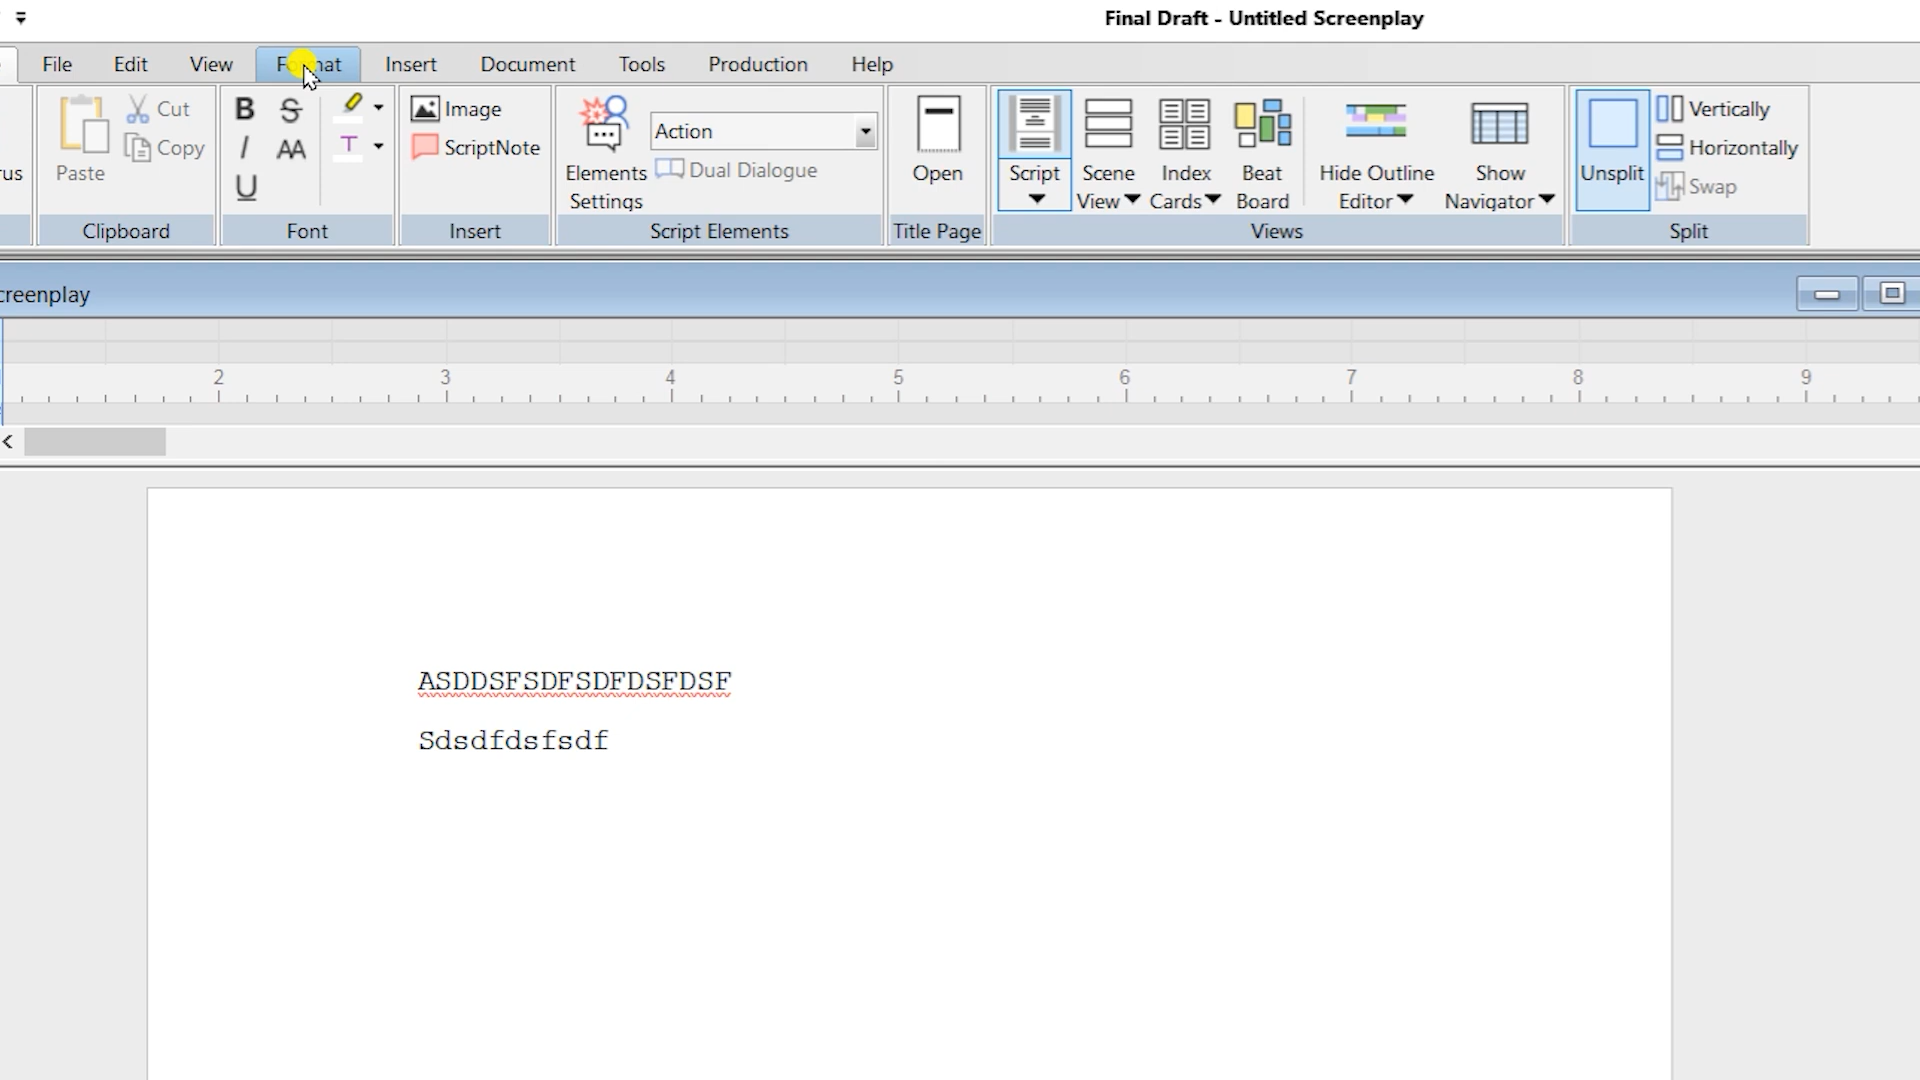 Final Draft - Untitled Screenplay
File Edit View Format Insert Document Tools Production Help
B S Cut Image Action Vertically
Paste Copy I AA T ScriptNote Dual Dialogue Horizontally
rus U Elements Settings Open Script Scene View Index Cards Beat Board Hide Outline Editor Show Navigator Unsplit Swap
Clipboard Font Insert Script Elements Title Page Views Split
creenplay
2 3 4 5 6 7 8 9
ASDDSFSDFSDFDSFDSF
Sdsdfdsfsdf